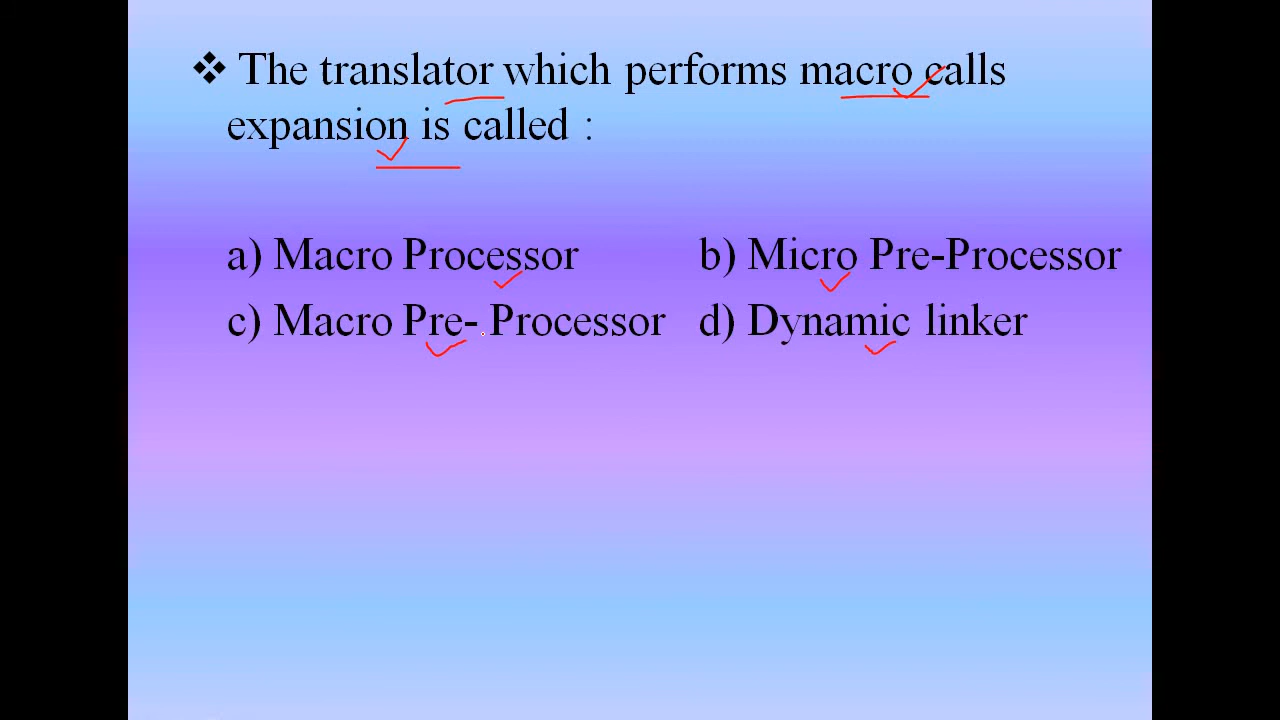 ❖ The translator which performs macro calls
expansion is called :
a) Macro Processor b) Micro Pre-Processor
c) Macro Pre- Processor d) Dynamic linker